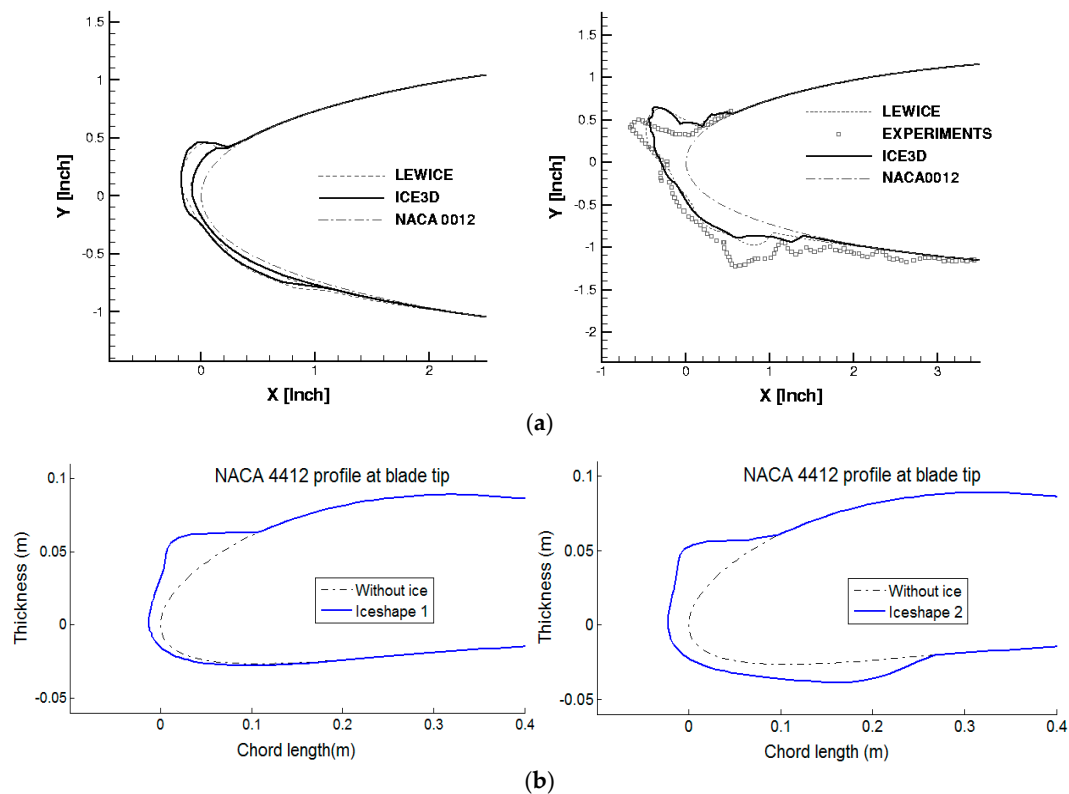 1.5
1
0.5
0
-0.5
-1
Y [Inch]
0
1
2
X [Inch]
LEWICE
ICE3D
NACA 0012
1.5
1
0.5
0
-0.5
-1
-1.5
-2
Y [Inch]
-1
0
1
2
3
X [Inch]
LEWICE
EXPERIMENTS
ICE3D
NACA0012
(a)
NACA 4412 profile at blade tip
0.1
0.05
0
-0.05
Thickness (m)
Without ice
Iceshape 1
0
0.1
0.2
0.3
0.4
Chord length(m)
NACA 4412 profile at blade tip
0.1
0.05
0
-0.05
Thickness (m)
Without ice
Iceshape 2
0
0.1
0.2
0.3
0.4
Chord length (m)
(b)